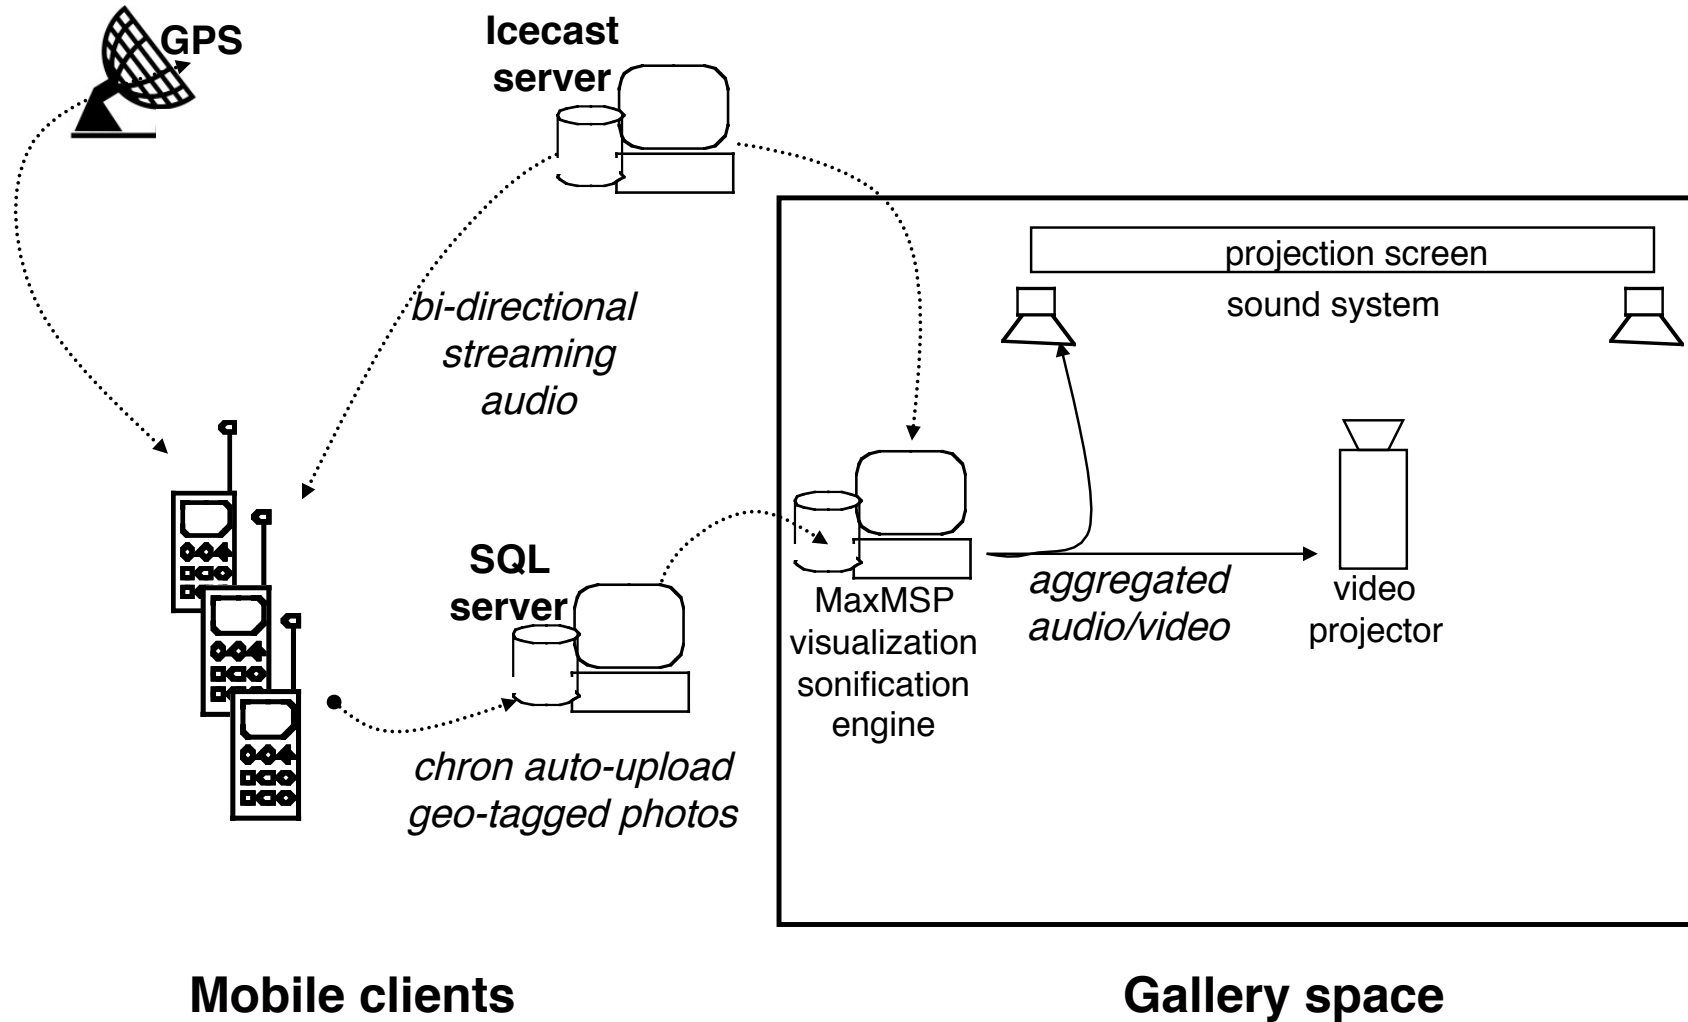 GPS
Icecast
server
bi-directional
streaming
audio
SQL
server
chron auto-upload
geo-tagged photos
projection screen
sound system
MaxMSP
visualization
sonification
engine
aggregated
audio/video
video
projector
Mobile clients
Gallery space